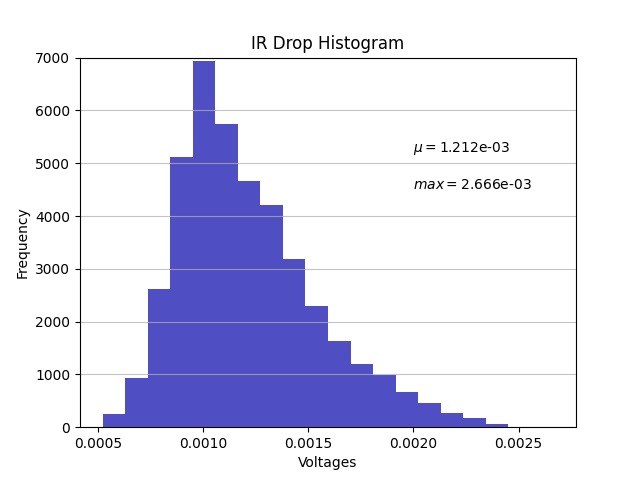 IR Drop Histogram
7000
6000
5000
4000
3000
2000
1000
0
Frequency
μ = 1.212e-03
max = 2.666e-03
0.0005 0.0010 0.0015 0.0020 0.0025
Voltages